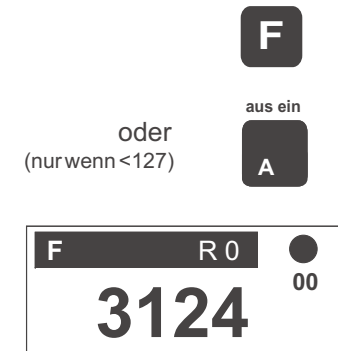 F
aus ein
oder
(nur wenn <127)
A
F R 0
00
3124